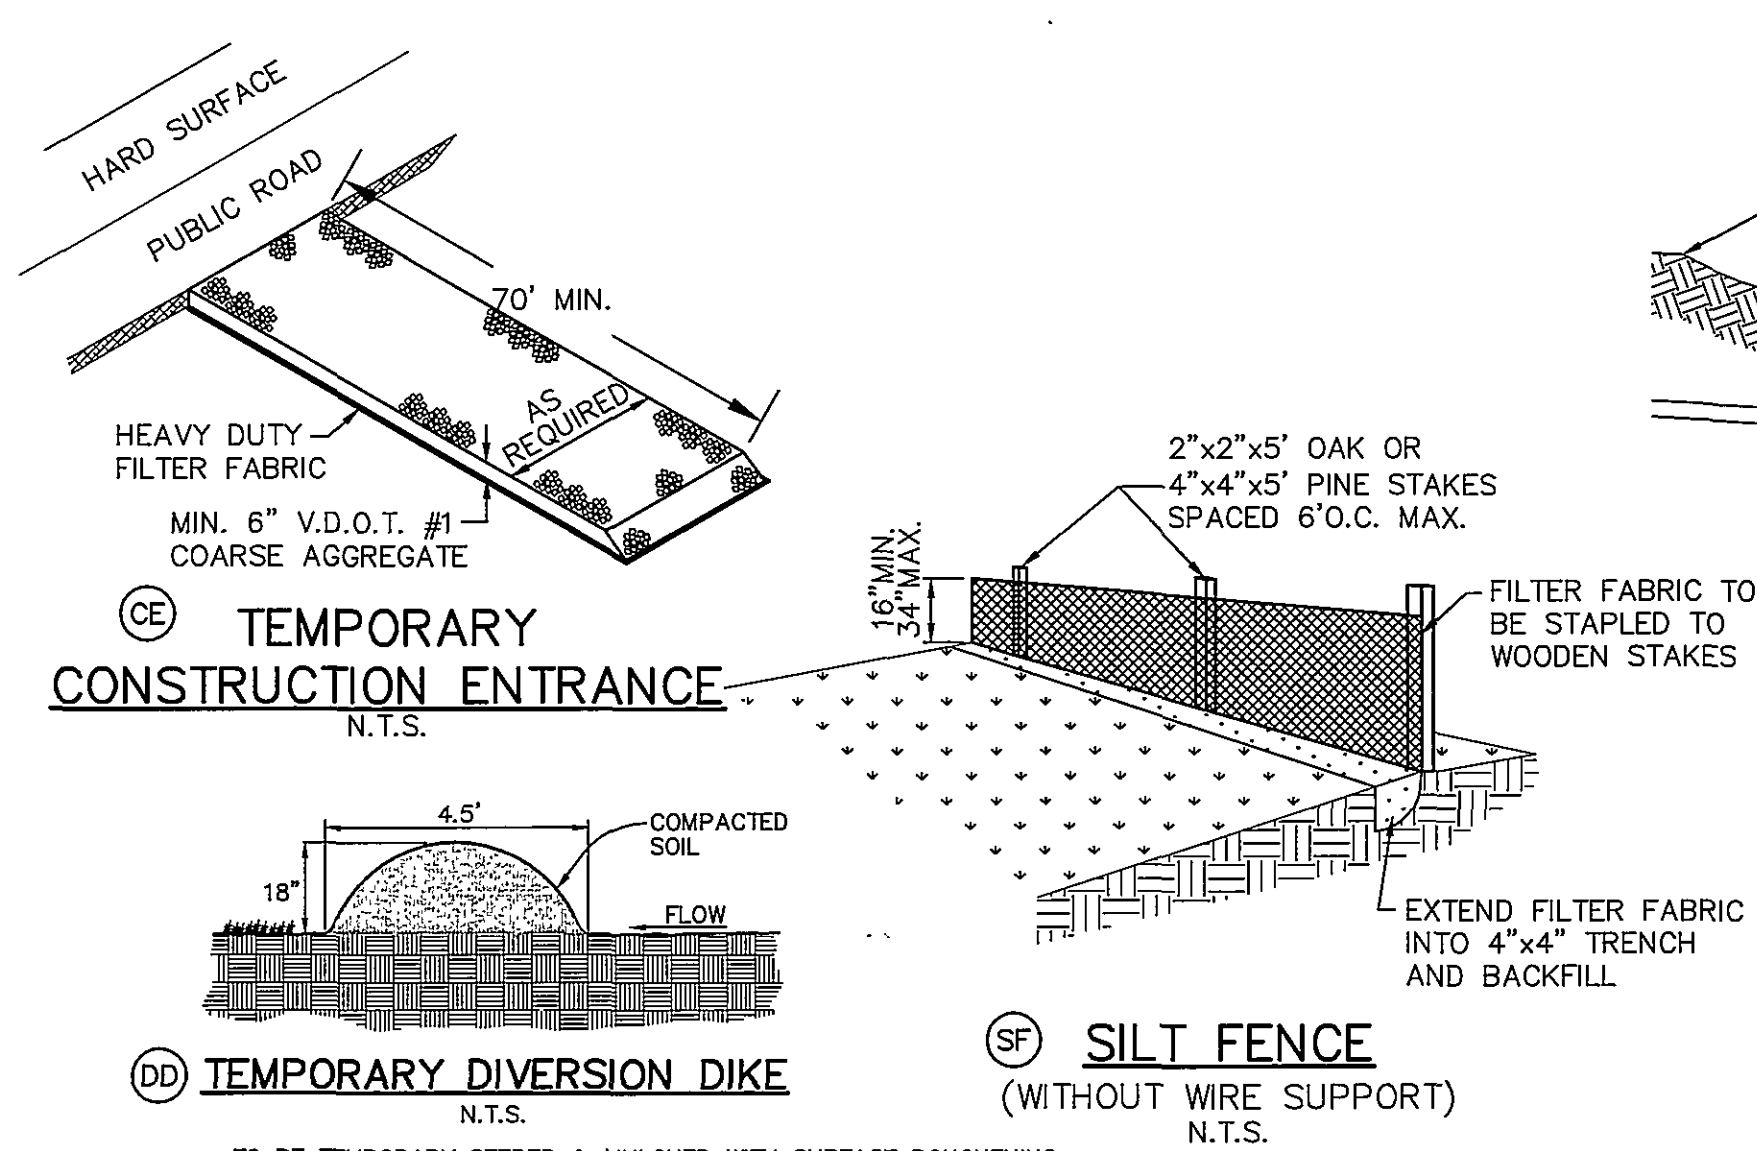 HARD SURFACE
PUBLIC ROAD
70' MIN.
AS
REQUIRED
HEAVY DUTY
FILTER FABRIC
MIN. 6" V.D.O.T. #1
COARSE AGGREGATE
CE
TEMPORARY
CONSTRUCTION ENTRANCE
N.T.S.
2"x2"x5' OAK OR
4"x4"x5' PINE STAKES
SPACED 6'O.C. MAX.
16"MIN.
34"MAX.
FILTER FABRIC TO
BE STAPLED TO
WOODEN STAKES
EXTEND FILTER FABRIC
INTO 4"x4" TRENCH
AND BACKFILL
SF
SILT FENCE
(WITHOUT WIRE SUPPORT)
N.T.S.
4.5'
COMPACTED
SOIL
18"
FLOW
DD
TEMPORARY DIVERSION DIKE
N.T.S.